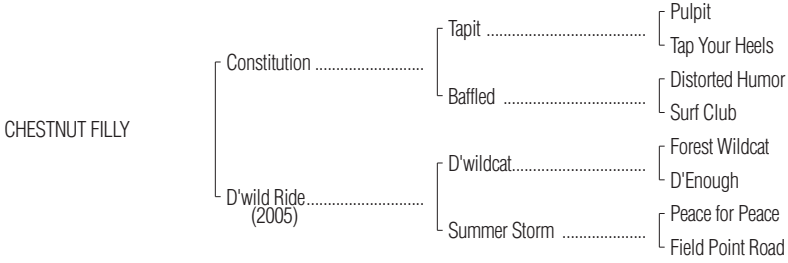 Pulpit
Tapit ......................................
Tap Your Heels
Constitution ..........................
Distorted Humor
Baffled ..................................
Surf Club
CHESTNUT FILLY
Forest Wildcat
D'wildcat................................
D'Enough
D'wild Ride............................
(2005)
Peace for Peace
Summer Storm ....................
Field Point Road